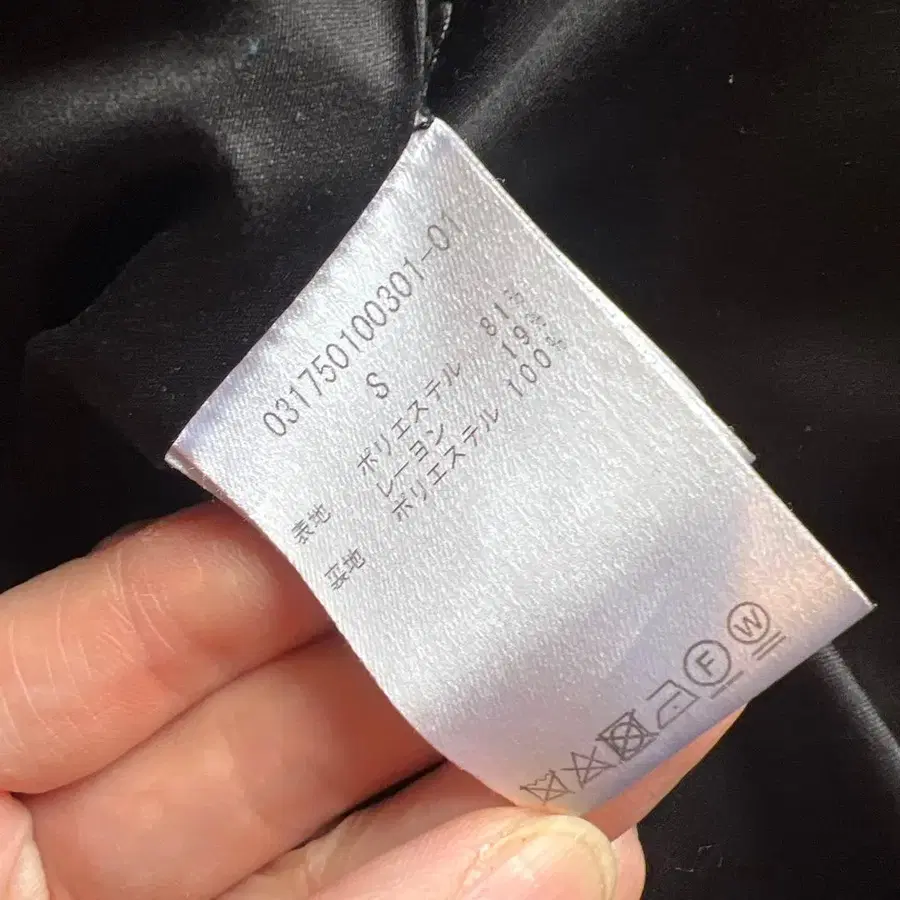 031750100301-01
S
表地 ポリエステル 81%
レーヨン 19%
裏地 ポリエステル 100%
F W